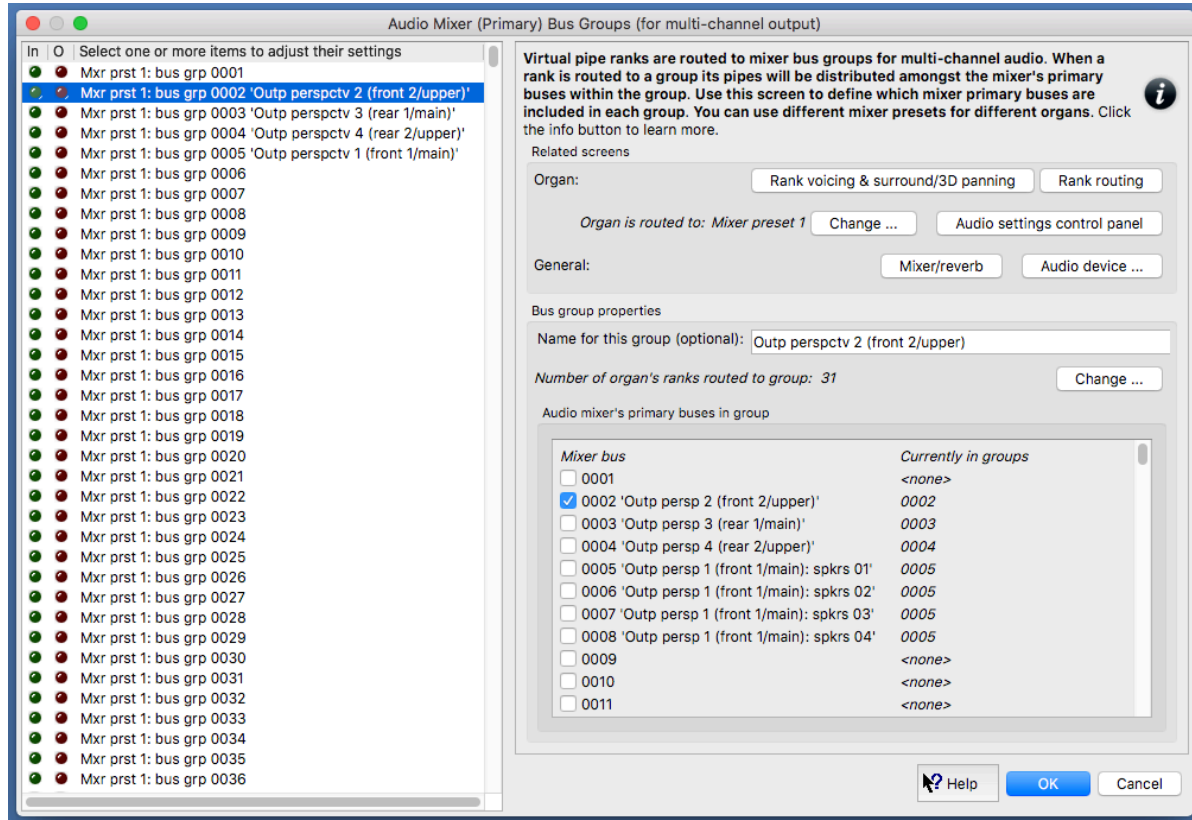 Audio Mixer (Primary) Bus Groups (for multi-channel output)
In O Select one or more items to adjust their settings
Mxr prst 1: bus grp 0001
Mxr prst 1: bus grp 0002 'Outp perspctv 2 (front 2/upper)'
Mxr prst 1: bus grp 0003 'Outp perspctv 3 (rear 1/main)'
Mxr prst 1: bus grp 0004 'Outp perspctv 4 (rear 2/upper)'
Mxr prst 1: bus grp 0005 'Outp perspctv 1 (front 1/main)'
Mxr prst 1: bus grp 0006
Mxr prst 1: bus grp 0007
Mxr prst 1: bus grp 0008
Mxr prst 1: bus grp 0009
Mxr prst 1: bus grp 0010
Mxr prst 1: bus grp 0011
Mxr prst 1: bus grp 0012
Mxr prst 1: bus grp 0013
Mxr prst 1: bus grp 0014
Mxr prst 1: bus grp 0015
Mxr prst 1: bus grp 0016
Mxr prst 1: bus grp 0017
Mxr prst 1: bus grp 0018
Mxr prst 1: bus grp 0019
Mxr prst 1: bus grp 0020
Mxr prst 1: bus grp 0021
Mxr prst 1: bus grp 0022
Mxr prst 1: bus grp 0023
Mxr prst 1: bus grp 0024
Mxr prst 1: bus grp 0025
Mxr prst 1: bus grp 0026
Mxr prst 1: bus grp 0027
Mxr prst 1: bus grp 0028
Mxr prst 1: bus grp 0029
Mxr prst 1: bus grp 0030
Mxr prst 1: bus grp 0031
Mxr prst 1: bus grp 0032
Mxr prst 1: bus grp 0033
Mxr prst 1: bus grp 0034
Mxr prst 1: bus grp 0035
Mxr prst 1: bus grp 0036
Virtual pipe ranks are routed to mixer bus groups for multi-channel audio. When a
rank is routed to a group its pipes will be distributed amongst the mixer's primary
buses within the group. Use this screen to define which mixer primary buses are
included in each group. You can use different mixer presets for different organs. Click
the info button to learn more.
Related screens
Organ: Rank voicing & surround/3D panning Rank routing
Organ is routed to: Mixer preset 1 Change ... Audio settings control panel
General: Mixer/reverb Audio device ...
Bus group properties
Name for this group (optional): Outp perspctv 2 (front 2/upper)
Number of organ's ranks routed to group: 31 Change ...
Audio mixer's primary buses in group
Mixer bus Currently in groups
0001 <none>
0002 'Outp persp 2 (front 2/upper)' 0002
0003 'Outp persp 3 (rear 1/main)' 0003
0004 'Outp persp 4 (rear 2/upper)' 0004
0005 'Outp persp 1 (front 1/main): spkrs 01' 0005
0006 'Outp persp 1 (front 1/main): spkrs 02' 0005
0007 'Outp persp 1 (front 1/main): spkrs 03' 0005
0008 'Outp persp 1 (front 1/main): spkrs 04' 0005
0009 <none>
0010 <none>
0011 <none>
Help OK Cancel